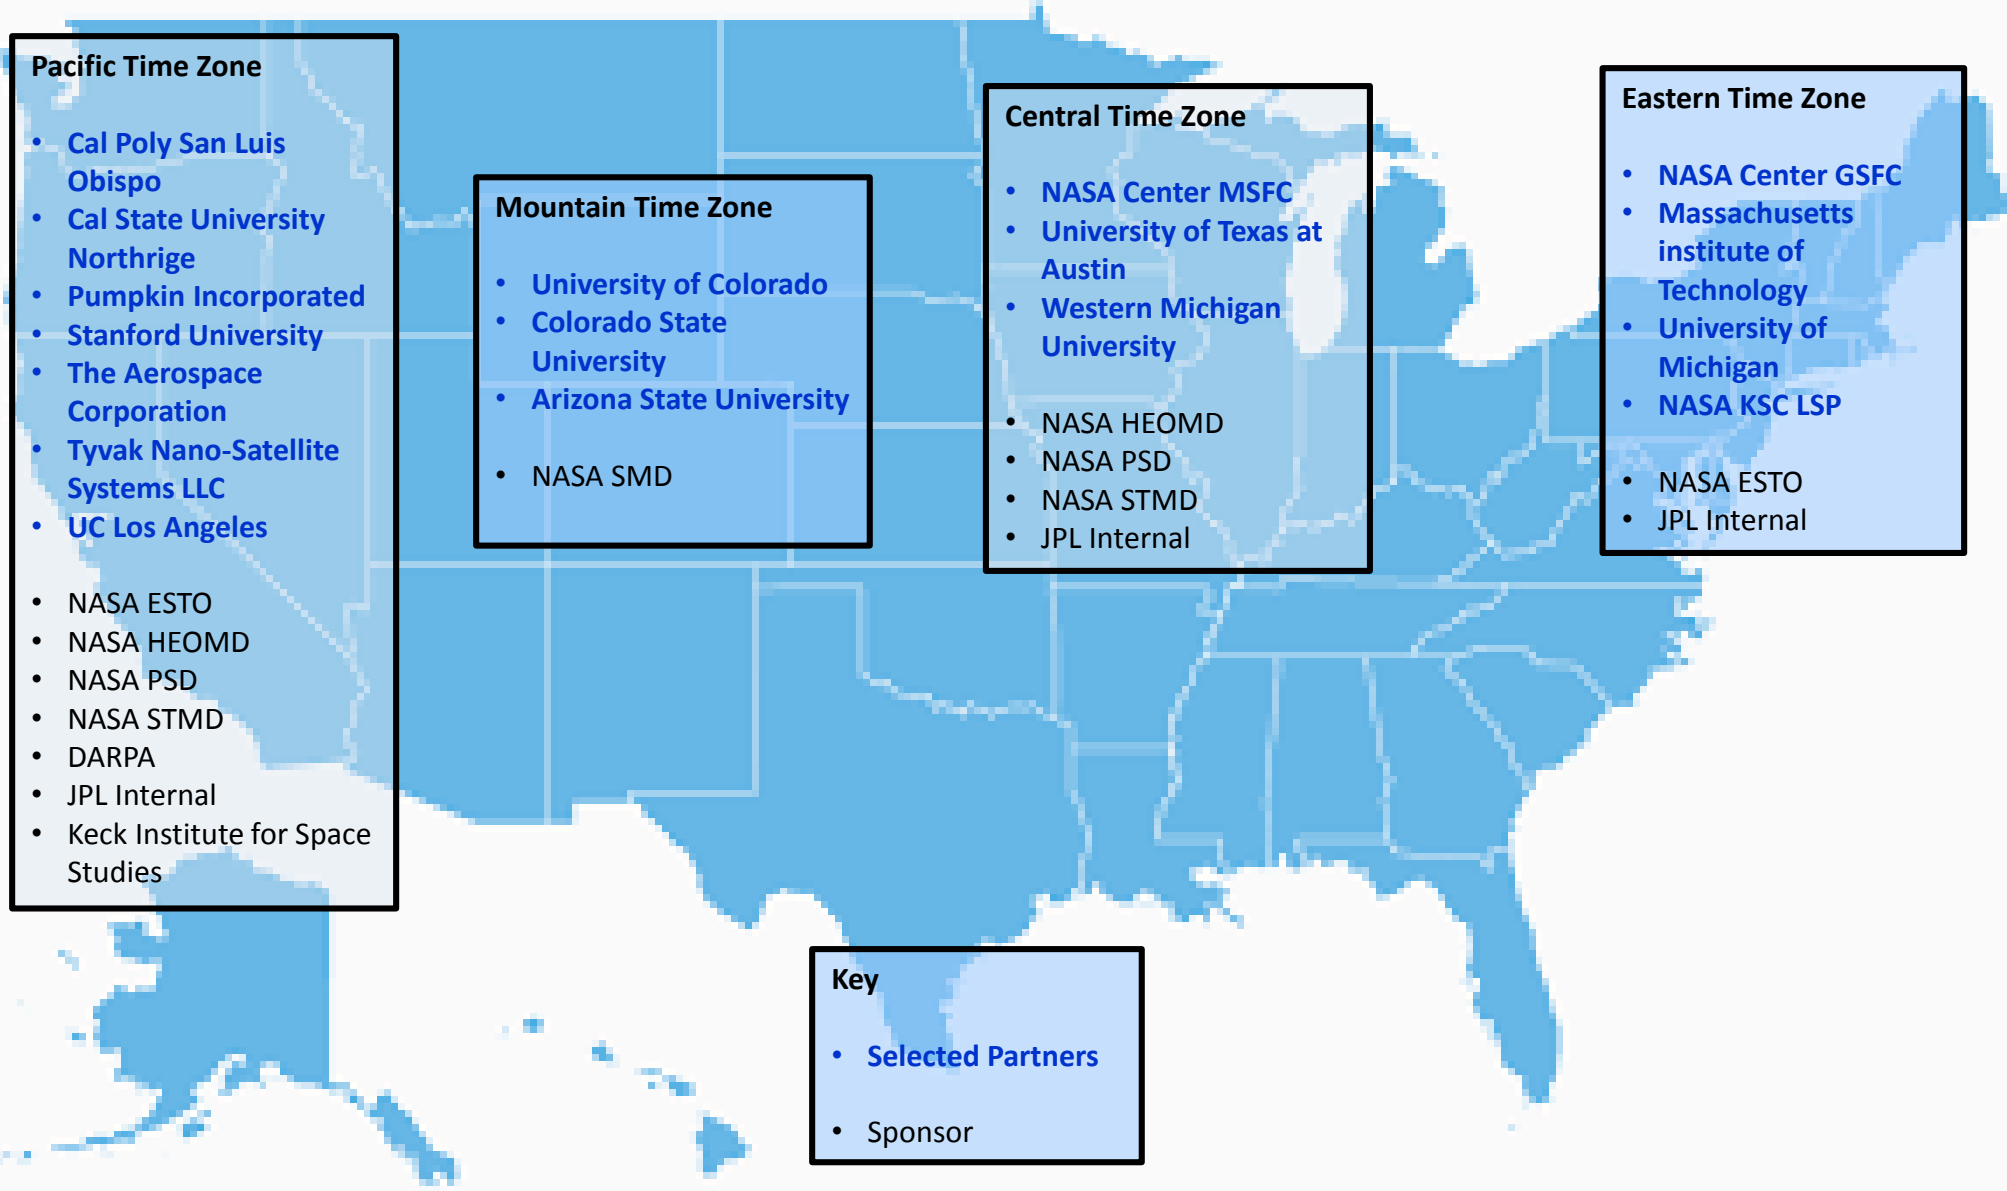 Pacific Time Zone
• Cal Poly San Luis
Obispo
• Cal State University
Northrige
• Pumpkin Incorporated
• Stanford University
• The Aerospace
Corporation
• Tyvak Nano-Satellite
Systems LLC
• UC Los Angeles
• NASA ESTO
• NASA HEOMD
• NASA PSD
• NASA STMD
• DARPA
• JPL Internal
• Keck Institute for Space
Studies
Mountain Time Zone
• University of Colorado
• Colorado State
University
• Arizona State University
• NASA SMD
Central Time Zone
• NASA Center MSFC
• University of Texas at
Austin
• Western Michigan
University
• NASA HEOMD
• NASA PSD
• NASA STMD
• JPL Internal
Eastern Time Zone
• NASA Center GSFC
• Massachusetts
institute of
Technology
• University of
Michigan
• NASA KSC LSP
• NASA ESTO
• JPL Internal
Key
• Selected Partners
• Sponsor